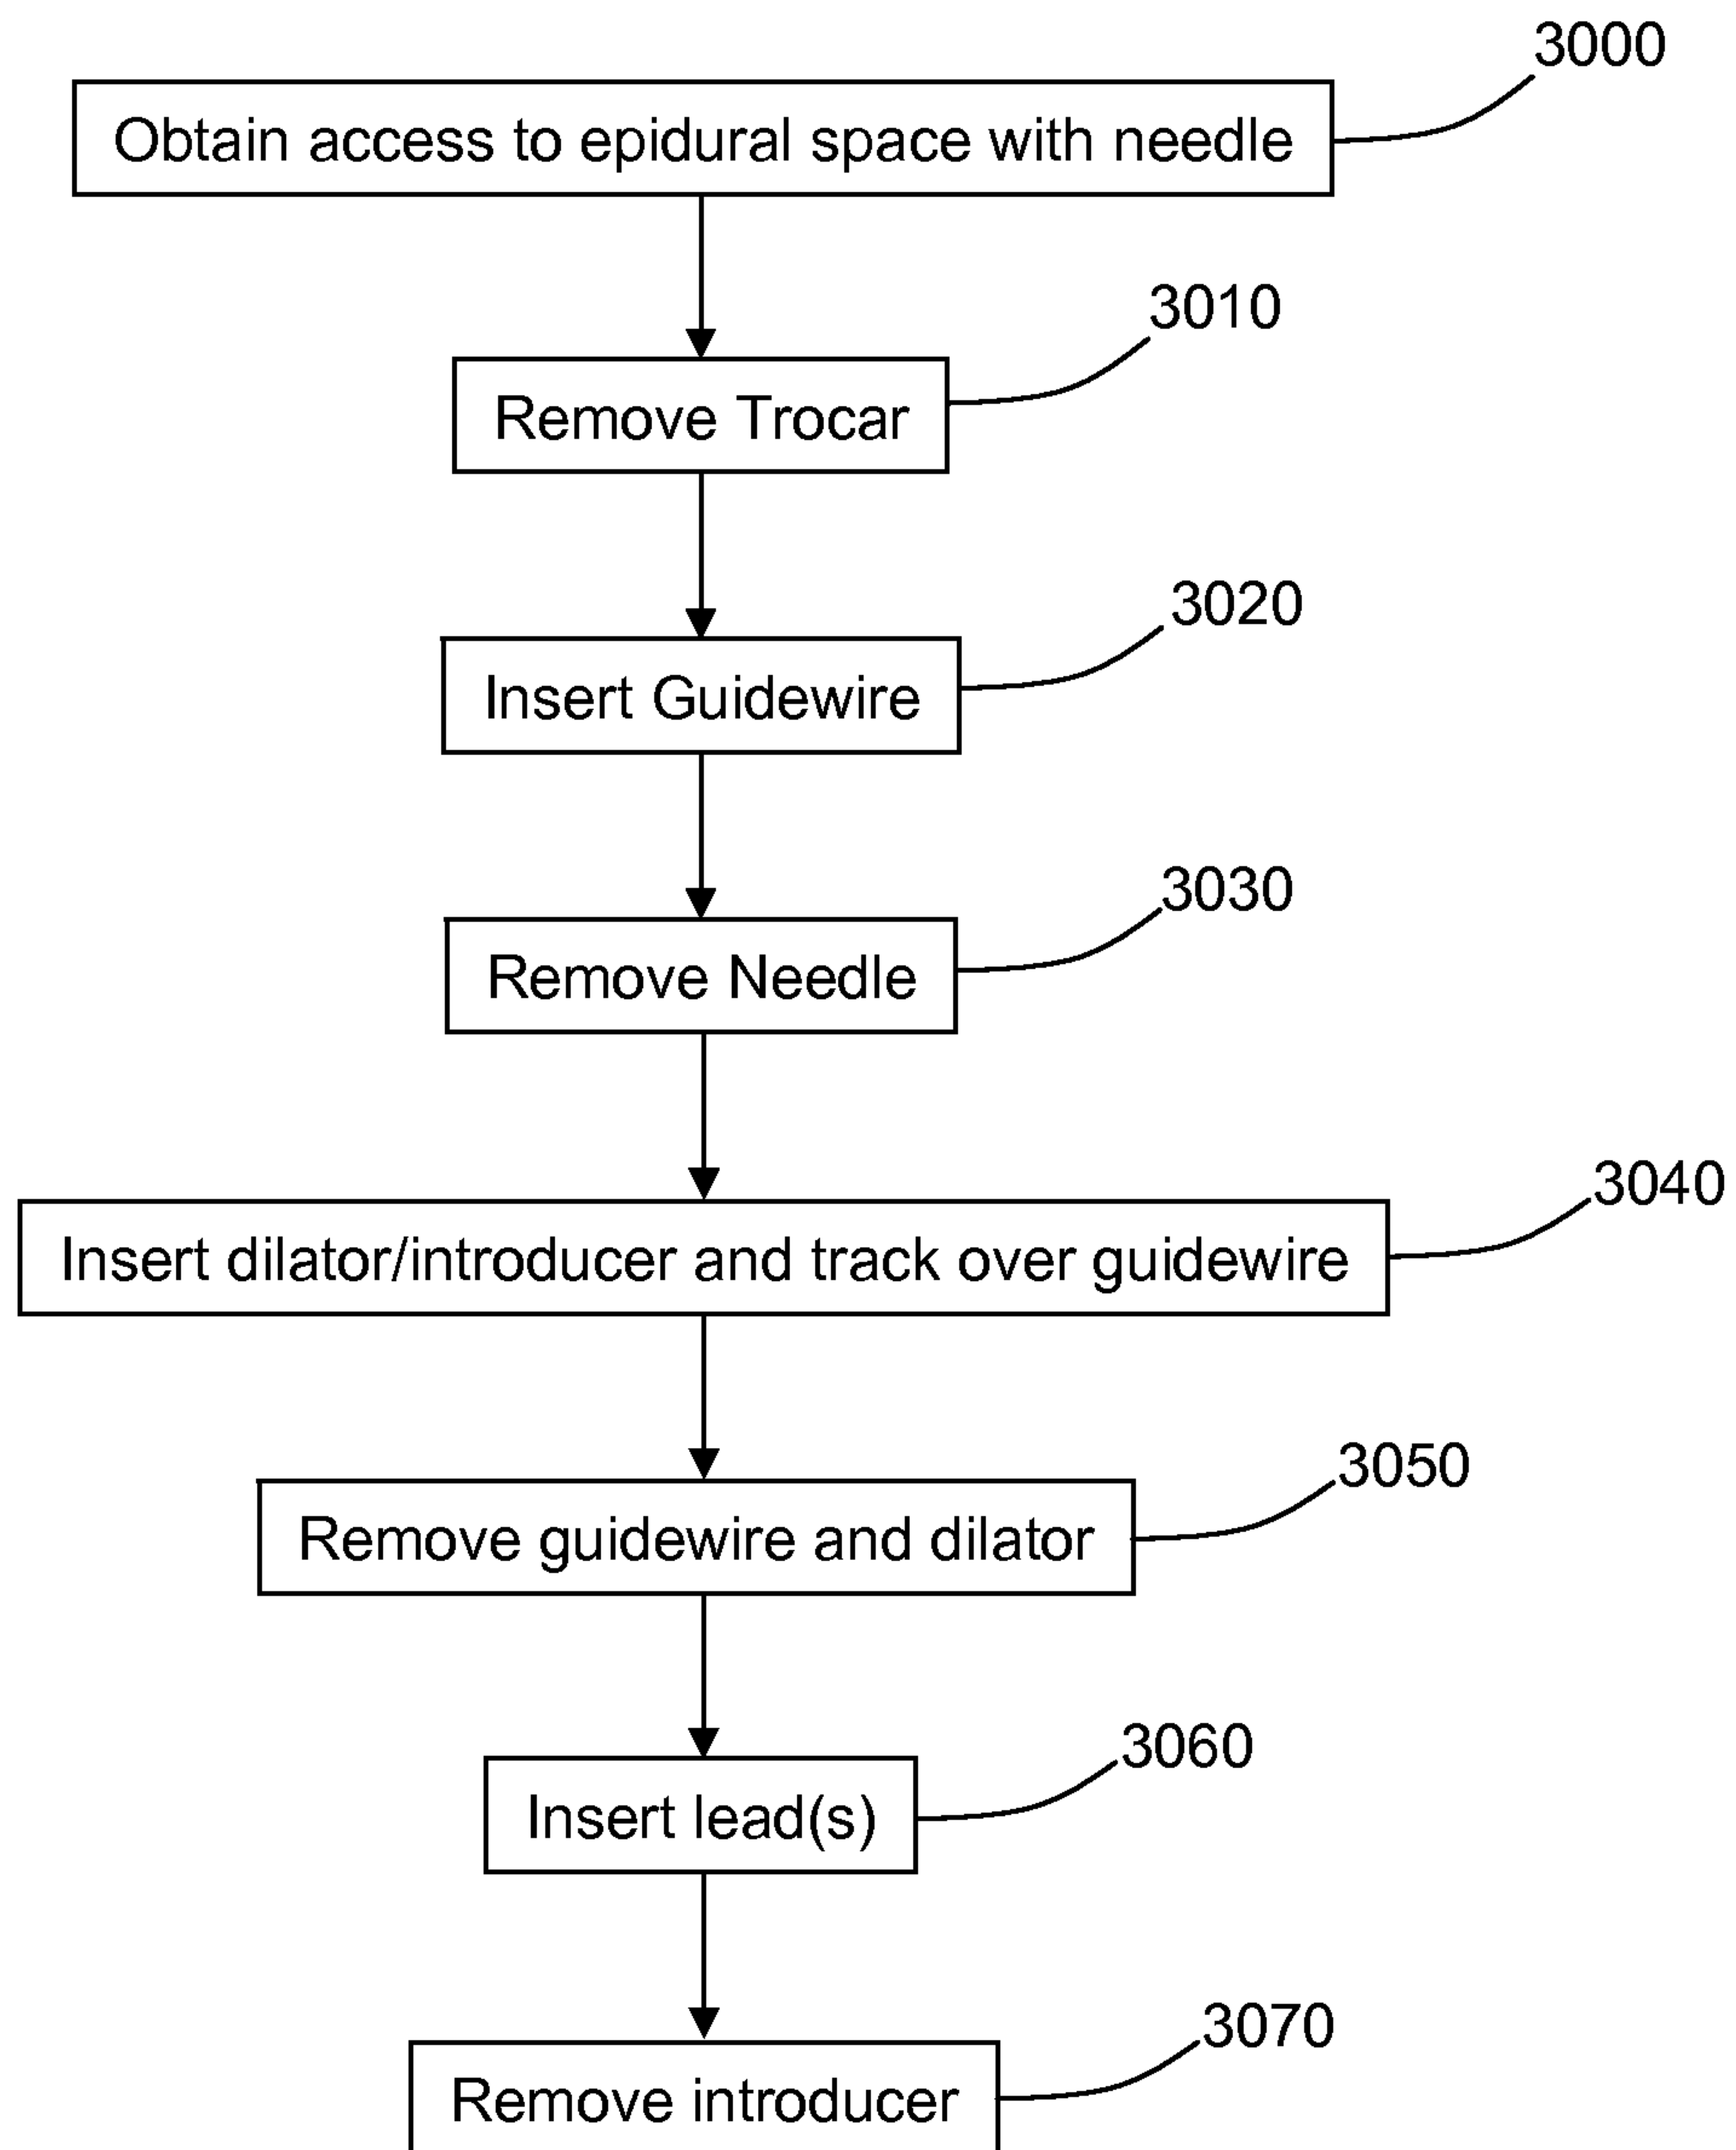 3000
Obtain access to epidural space with needle
3010
Remove Trocar
3020
Insert Guidewire
3030
Remove Needle
3040
Insert dilator/introducer and track over guidewire
3050
Remove guidewire and dilator
3060
Insert lead(s)
3070
Remove introducer